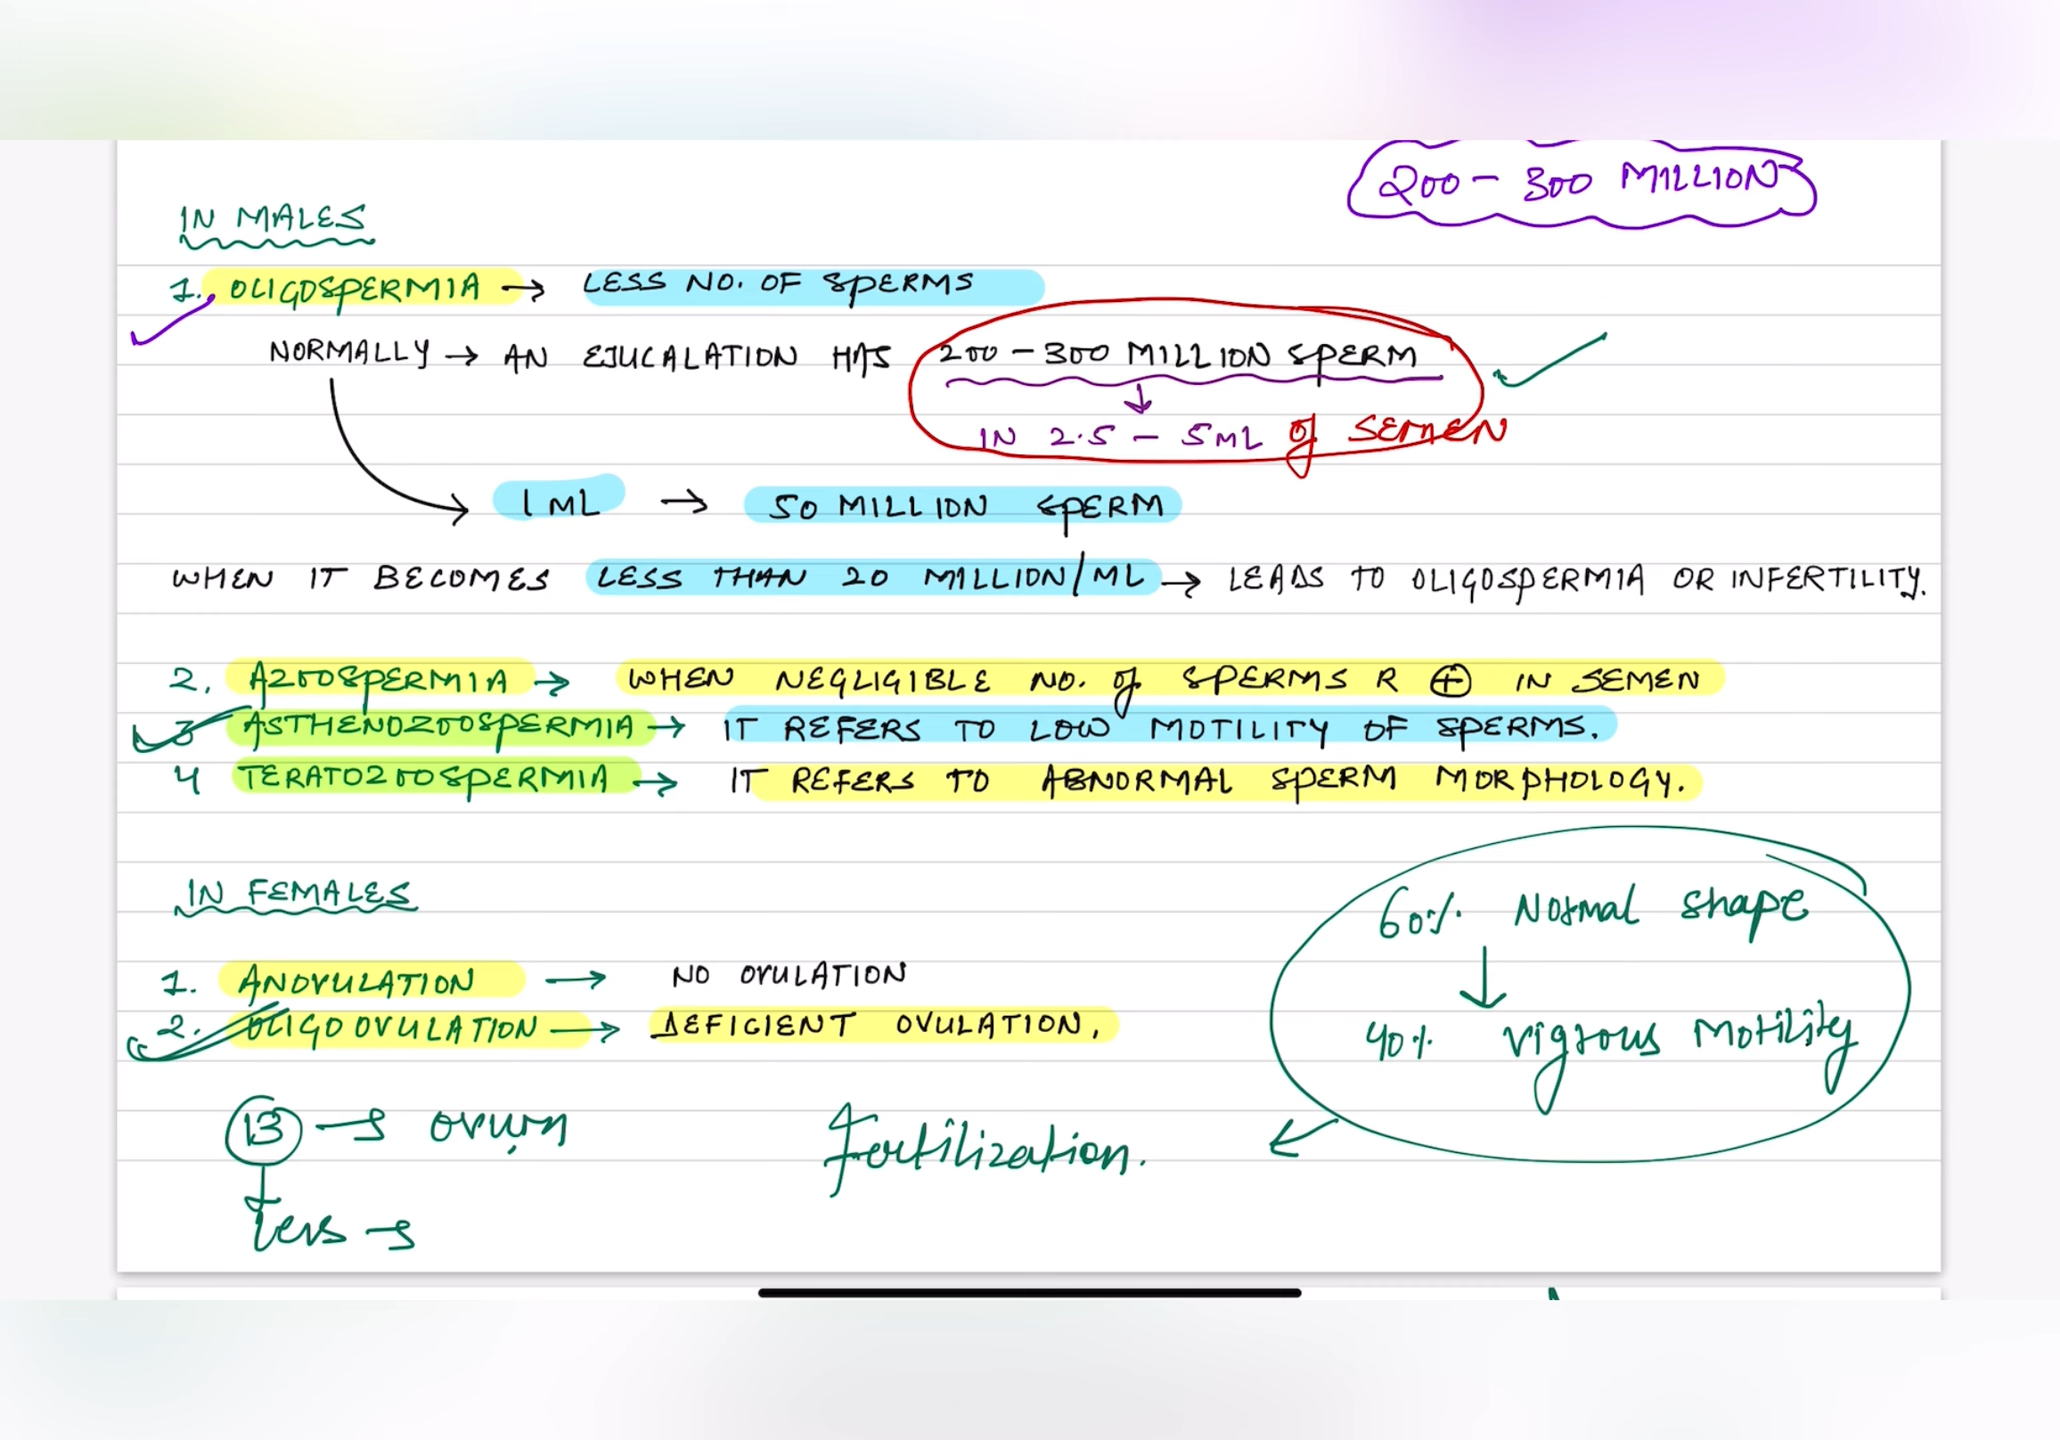 200 - 300 MILLION
IN MALES
1. OLIGOSPERMIA → LESS NO. OF SPERMS
NORMALLY → AN EJUCALATION HAS 200 - 300 MILLION SPERM
↓
IN 2.5 - 5 ML of SEMEN
1 ML → 50 MILLION SPERM
WHEN IT BECOMES LESS THAN 20 MILLION/ML → LEADS TO OLIGOSPERMIA OR INFERTILITY.
2. AZOOSPERMIA → WHEN NEGLIGIBLE NO. of SPERMS R ⊕ IN SEMEN
3 ASTHENOZOOSPERMIA → IT REFERS TO LOW MOTILITY OF SPERMS.
4 TERATOZOOSPERMIA → IT REFERS TO ABNORMAL SPERM MORPHOLOGY.
IN FEMALES
1. ANOVULATION → NO OVULATION
2. OLIGOOVULATION → DEFICIENT OVULATION.
60% Normal shape
↓
40% vigrous Motility
13 → ovum
Fertilization.
less →